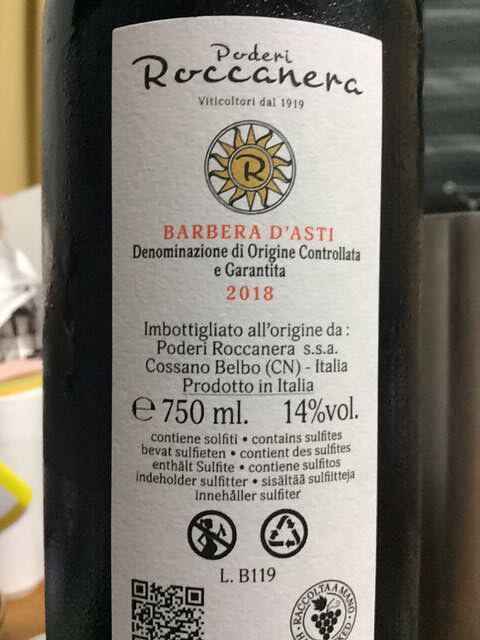 Poderi
Roccanera
Viticoltori dal 1919
R
BARBERA D'ASTI
Denominazione di Origine Controllata
e Garantita
2018
Imbottigliato all'origine da :
Poderi Roccanera s.s.a.
Cossano Belbo (CN) - Italia
Prodotto in Italia
℮ 750 ml. 14%vol.
contiene solfiti • contains sulfites
bevat sulfieten • contient des sulfites
enthält Sulfite • contiene sulfitos
indeholder sulfitter • sisältää sulfiitteja
innehåller sulfiter
L. B119
RACCOLTA A MANO